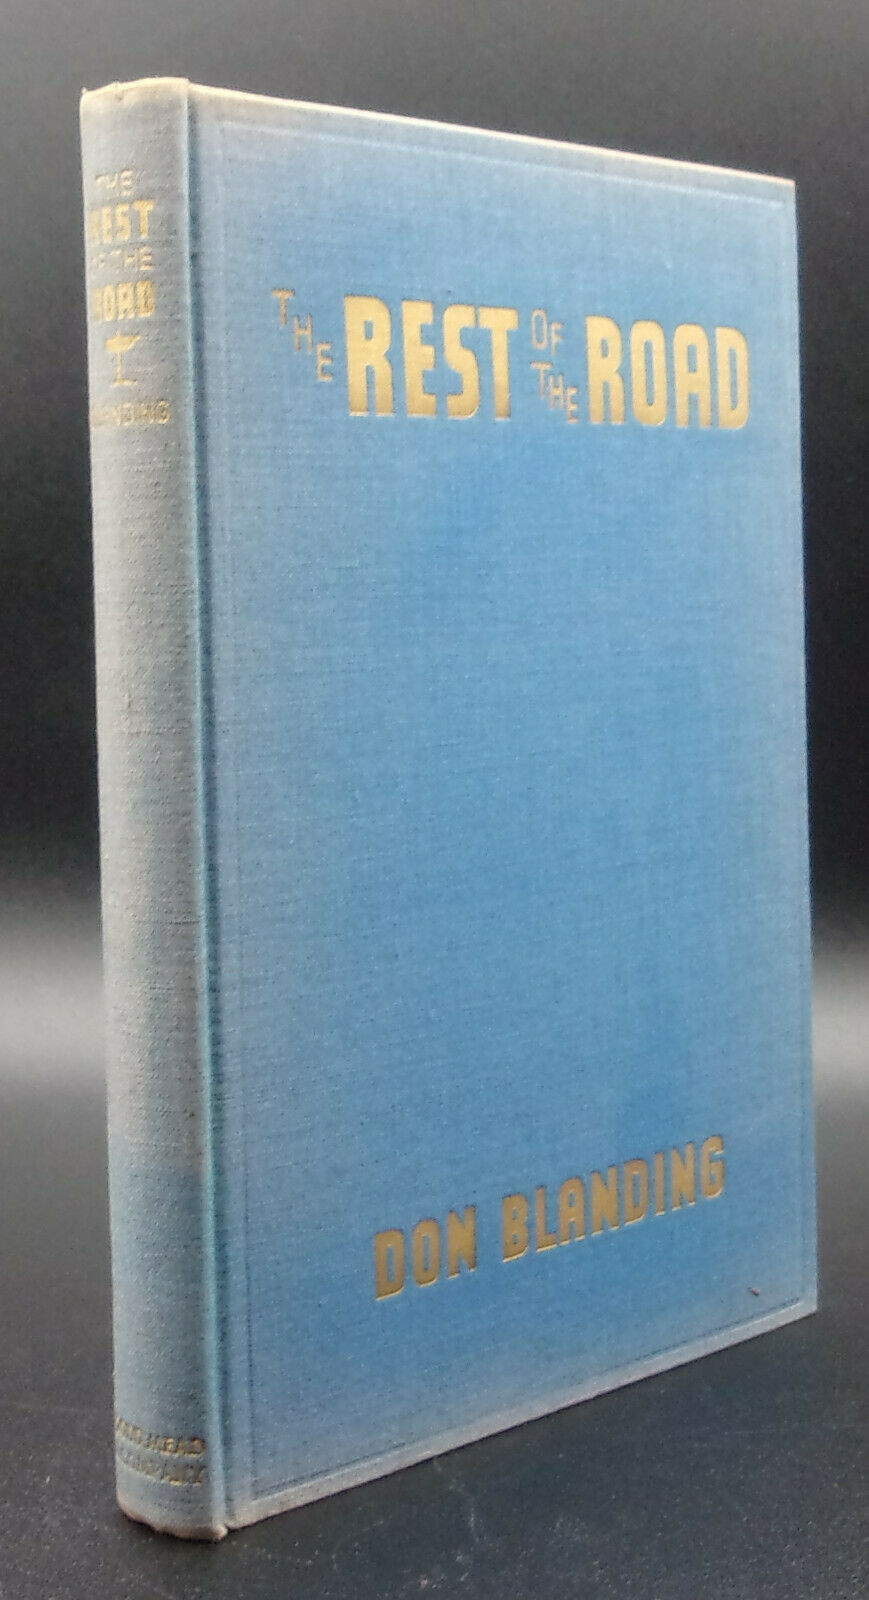 THE
REST
OF THE
ROAD
BLANDING
DODD, MEAD
& COMPANY
THE REST OF THE ROAD
DON BLANDING